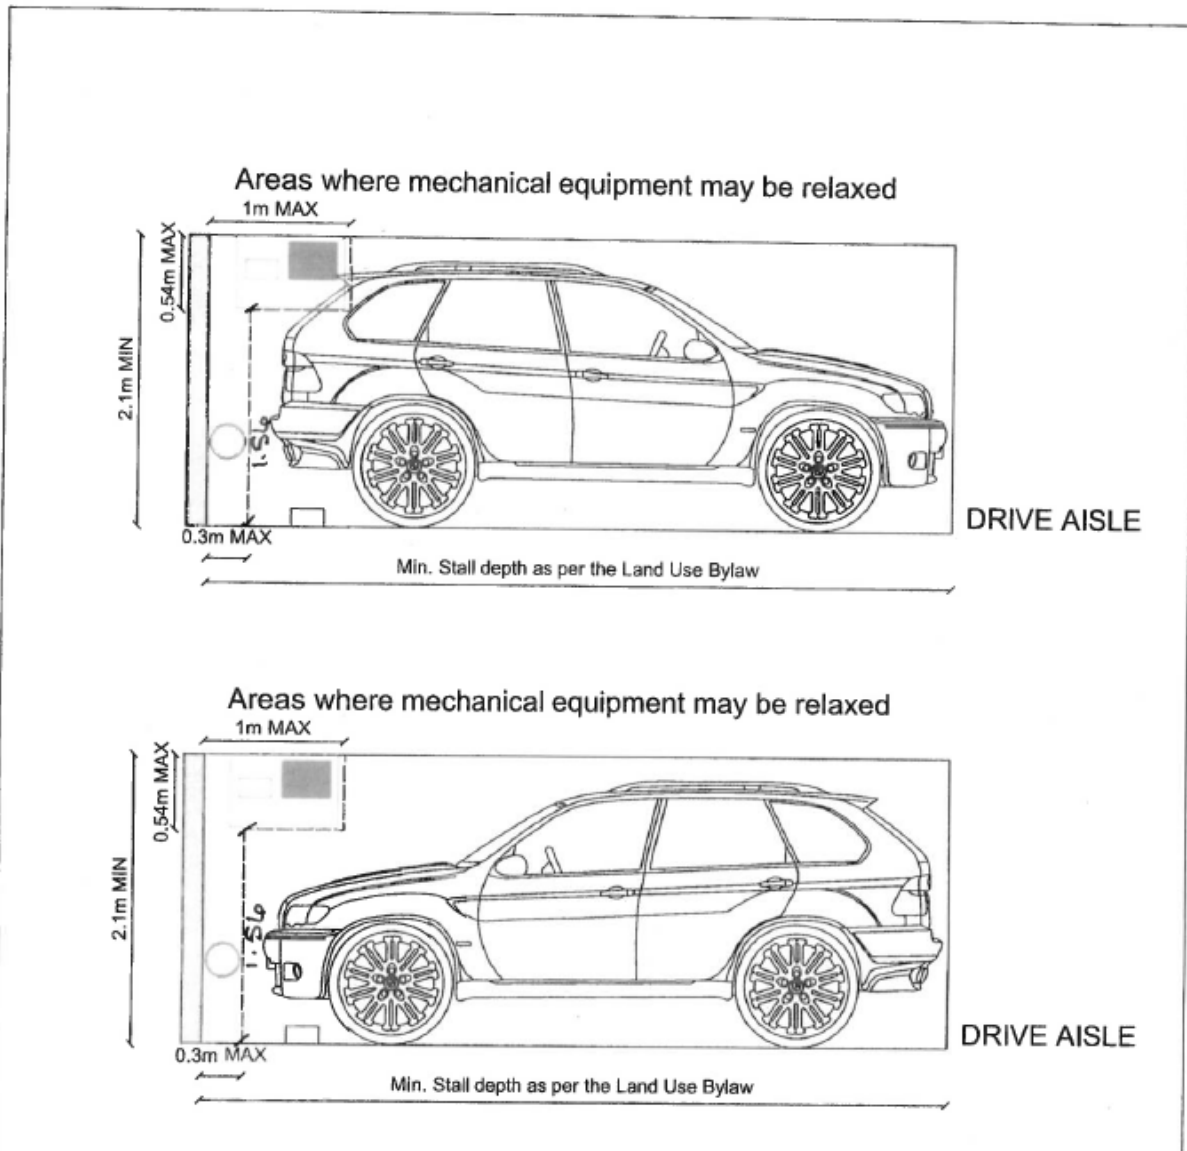 Areas where mechanical equipment may be relaxed
1m MAX
0.54m MAX
2.1m MIN
1.56
0.3m MAX
DRIVE AISLE
Min. Stall depth as per the Land Use Bylaw
Areas where mechanical equipment may be relaxed
1m MAX
0.54m MAX
2.1m MIN
1.56
0.3m MAX
DRIVE AISLE
Min. Stall depth as per the Land Use Bylaw